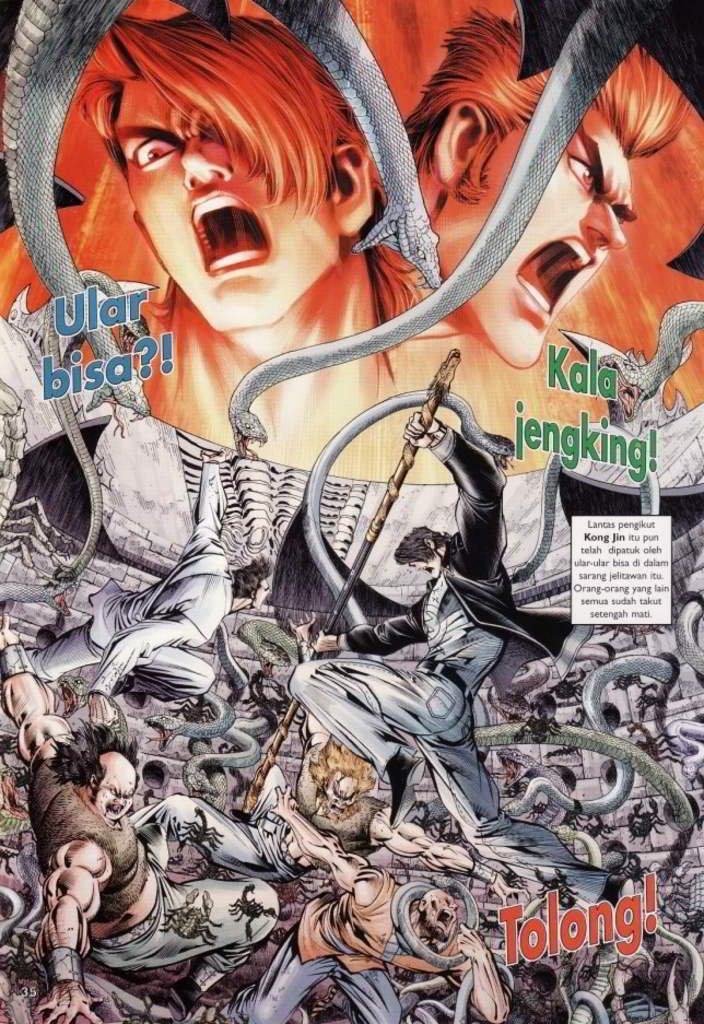 Ular
bisa?!
Kala
jengking!
Lantas pengikut
Kong Jin itu pun
telah dipatuk oleh
ular-ular bisa di dalam
sarang jelitawan itu.
Orang-orang yang lain
semua sudah takut
setengah mati.
Tolong!
35